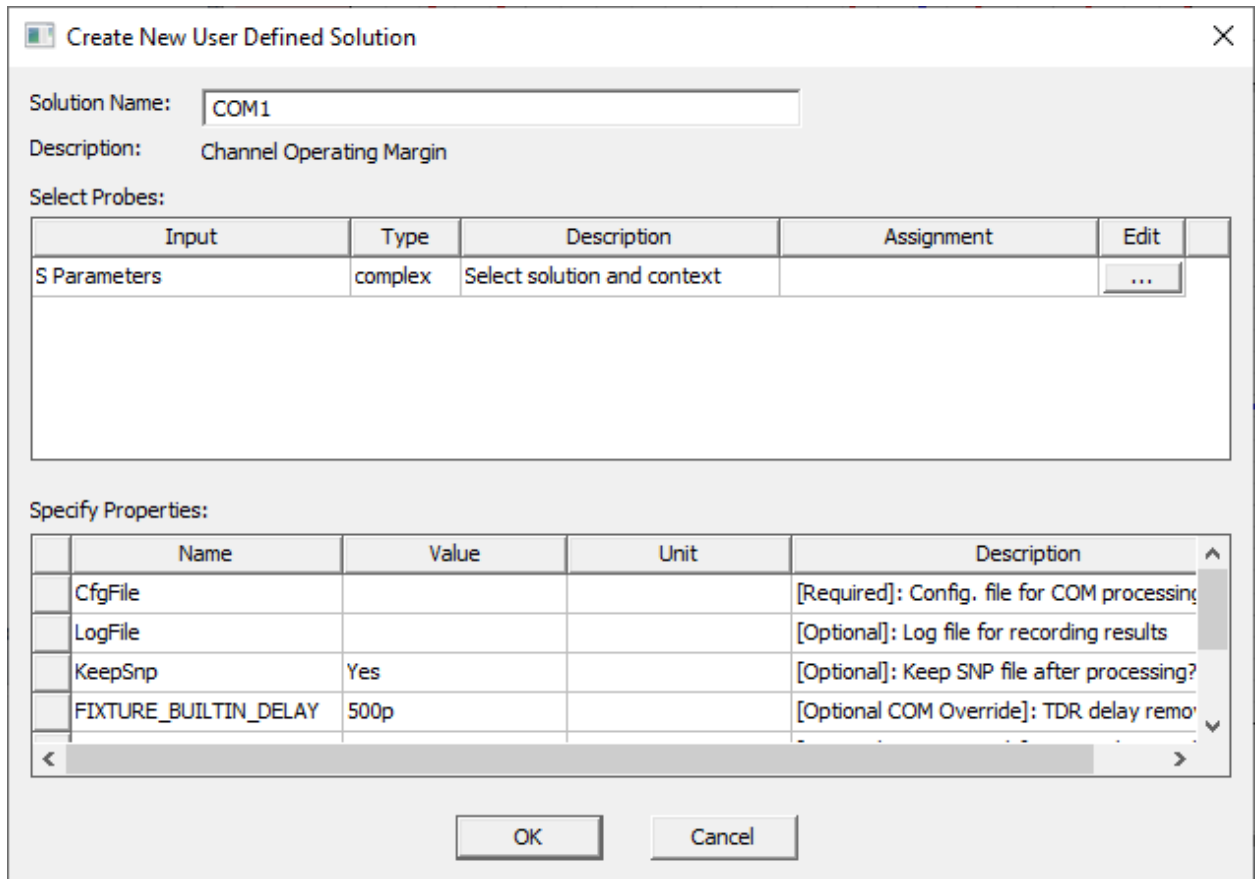 Create New User Defined Solution
Solution Name: COM1
Description: Channel Operating Margin
Select Probes:
Input Type Description Assignment Edit
S Parameters complex Select solution and context ...
Specify Properties:
Name Value Unit Description
CfgFile [Required]: Config. file for COM processing
LogFile [Optional]: Log file for recording results
KeepSnp Yes [Optional]: Keep SNP file after processing?
FIXTURE_BUILTIN_DELAY 500p [Optional COM Override]: TDR delay remo
OK Cancel